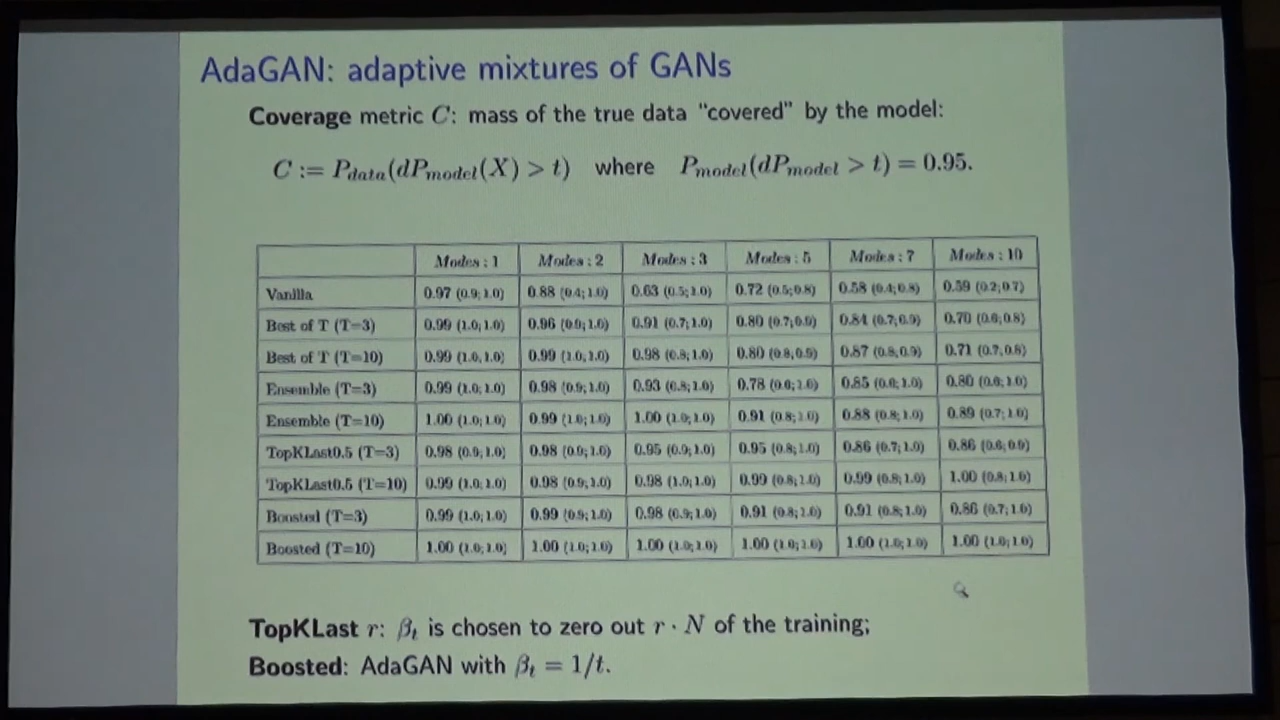 AdaGAN: adaptive mixtures of GANs
Coverage metric C: mass of the true data "covered" by the model:
C := P_data(dP_model(X) > t) where P_model(dP_model > t) = 0.95.
Modes : 1 Modes : 2 Modes : 3 Modes : 5 Modes : 7 Modes : 10
Vanilla 0.97 (0.9; 1.0) 0.88 (0.4; 1.0) 0.63 (0.5; 1.0) 0.72 (0.5; 0.8) 0.58 (0.4; 0.8) 0.59 (0.2; 0.7)
Best of T (T=3) 0.99 (1.0; 1.0) 0.96 (0.9; 1.0) 0.91 (0.7; 1.0) 0.80 (0.7; 0.9) 0.84 (0.7; 0.9) 0.70 (0.6; 0.8)
Best of T (T=10) 0.99 (1.0; 1.0) 0.99 (1.0; 1.0) 0.98 (0.8; 1.0) 0.80 (0.8; 0.9) 0.87 (0.8; 0.9) 0.71 (0.7; 0.8)
Ensemble (T=3) 0.99 (1.0; 1.0) 0.98 (0.9; 1.0) 0.93 (0.8; 1.0) 0.78 (0.6; 1.0) 0.85 (0.6; 1.0) 0.80 (0.6; 1.0)
Ensemble (T=10) 1.00 (1.0; 1.0) 0.99 (1.0; 1.0) 1.00 (1.0; 1.0) 0.91 (0.8; 1.0) 0.88 (0.8; 1.0) 0.89 (0.7; 1.0)
TopKLast0.5 (T=3) 0.98 (0.9; 1.0) 0.98 (0.9; 1.0) 0.95 (0.9; 1.0) 0.95 (0.8; 1.0) 0.86 (0.7; 1.0) 0.86 (0.6; 0.9)
TopKLast0.5 (T=10) 0.99 (1.0; 1.0) 0.98 (0.9; 1.0) 0.98 (1.0; 1.0) 0.99 (0.8; 1.0) 0.99 (0.8; 1.0) 1.00 (0.8; 1.0)
Boosted (T=3) 0.99 (1.0; 1.0) 0.99 (0.9; 1.0) 0.98 (0.9; 1.0) 0.91 (0.8; 1.0) 0.91 (0.8; 1.0) 0.86 (0.7; 1.0)
Boosted (T=10) 1.00 (1.0; 1.0) 1.00 (1.0; 1.0) 1.00 (1.0; 1.0) 1.00 (1.0; 1.0) 1.00 (1.0; 1.0) 1.00 (1.0; 1.0)
TopKLast r: β_t is chosen to zero out r · N of the training;
Boosted: AdaGAN with β_t = 1/t.